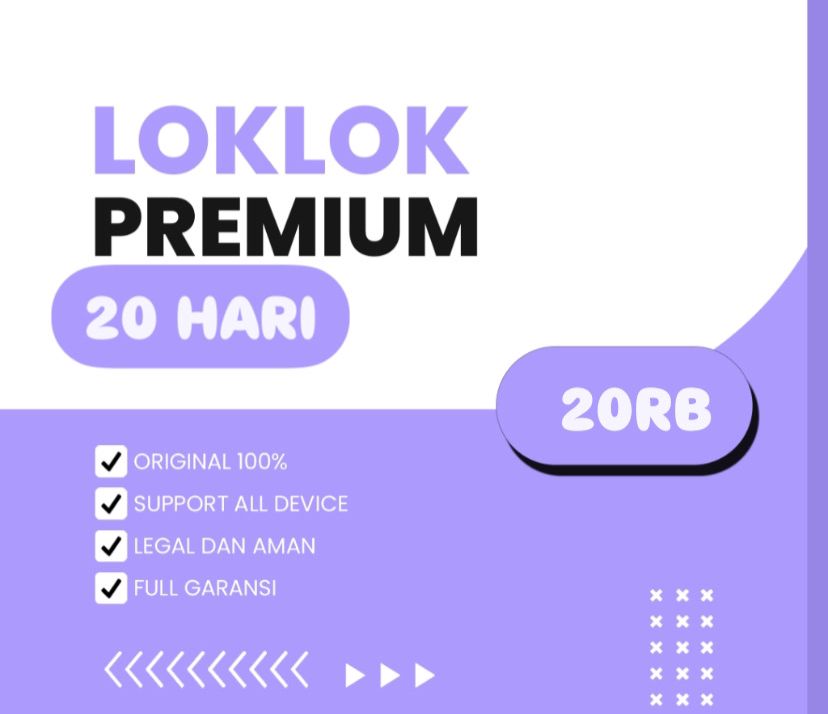 LOKLOK
PREMIUM
20 HARI
20RB
ORIGINAL 100%
SUPPORT ALL DEVICE
LEGAL DAN AMAN
FULL GARANSI